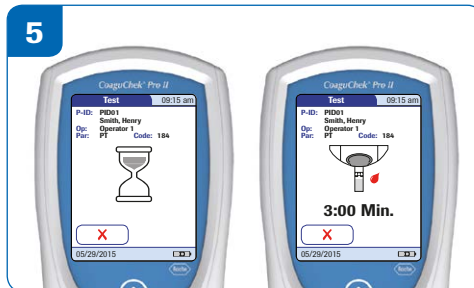 5
CoaguChek® Pro II
Test 09:15 am
P-ID: PID01
Smith, Henry
Op: Operator 1
Par: PT Code: 184
X
05/29/2015
Roche
CoaguChek® Pro II
Test 09:15 am
P-ID: PID01
Smith, Henry
Op: Operator 1
Par: PT Code: 184
3:00 Min.
X
05/29/2015
Roche